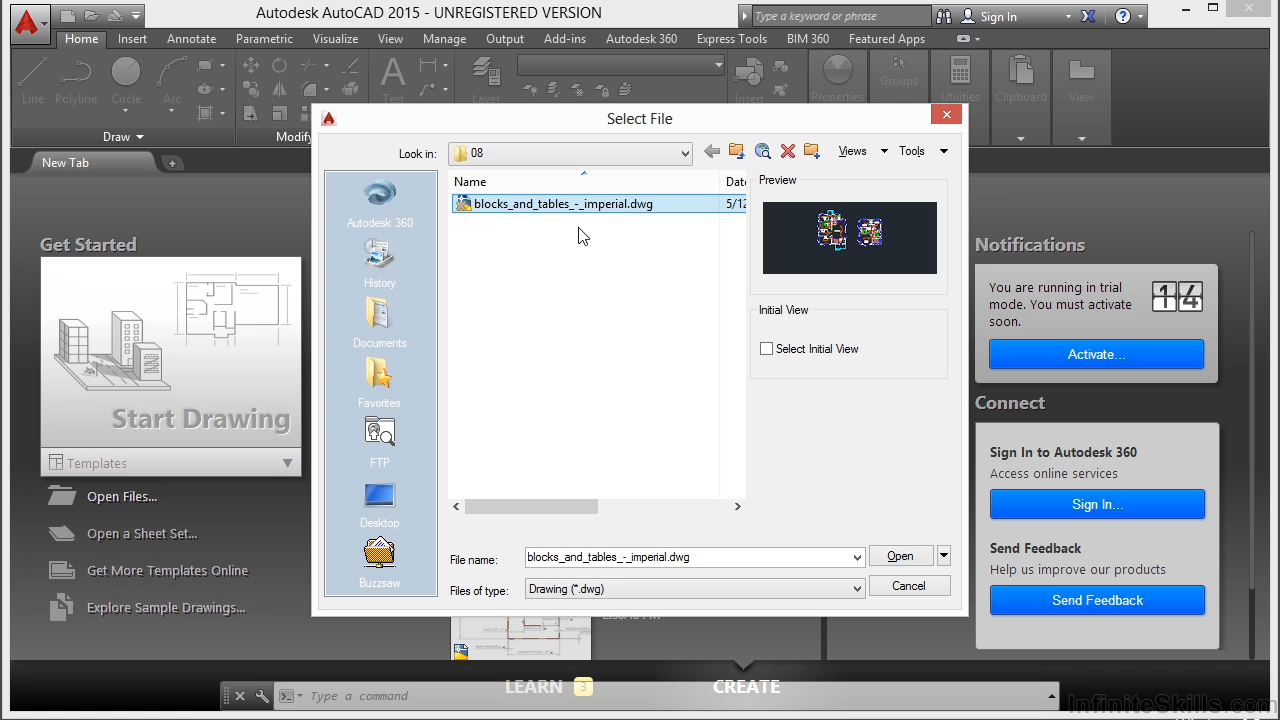 Autodesk AutoCAD 2015 - UNREGISTERED VERSION
Type a keyword or phrase
Sign In
Home Insert Annotate Parametric Visualize View Manage Output Add-ins Autodesk 360 Express Tools BIM 360 Featured Apps
Line Polyline Circle Arc Text Layer Insert Properties Groups Utilities Clipboard View
Draw Modify
New Tab
Select File
Look in: 08
Views Tools
Name Date
blocks_and_tables_-_imperial.dwg 5/12
Autodesk 360
History
Documents
Favorites
FTP
Desktop
Buzzsaw
Preview
Initial View
Select Initial View
File name: blocks_and_tables_-_imperial.dwg Open
Files of type: Drawing (*.dwg) Cancel
Get Started
Start Drawing
Templates
Open Files...
Open a Sheet Set...
Get More Templates Online
Explore Sample Drawings...
Notifications
You are running in trial
mode. You must activate
soon.
14
Activate...
Connect
Sign In to Autodesk 360
Access online services
Sign In...
Send Feedback
Help us improve our products
Send Feedback
LEARN 3 CREATE
Type a command
InfiniteSkills.com